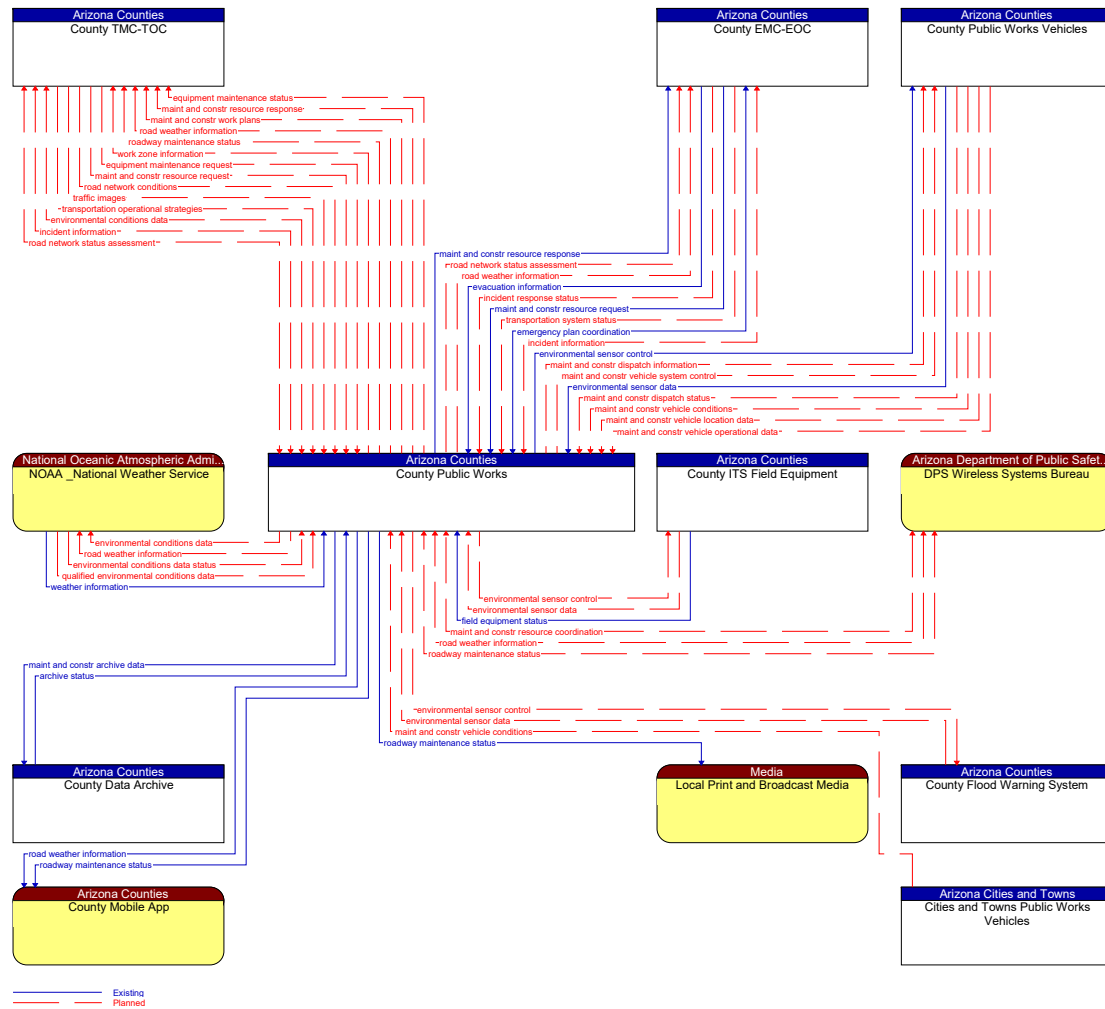 Arizona Counties
County TMC-TOC
Arizona Counties
County EMC-EOC
Arizona Counties
County Public Works Vehicles
equipment maintenance status
maint and constr resource response
maint and constr work plans
road weather information
roadway maintenance status
work zone information
equipment maintenance request
maint and constr resource request
road network conditions
traffic images
transportation operational strategies
environmental conditions data
incident information
road network status assessment
maint and constr resource response
road network status assessment
road weather information
evacuation information
incident response status
maint and constr resource request
transportation system status
emergency plan coordination
incident information
environmental sensor control
maint and constr dispatch information
maint and constr vehicle system control
environmental sensor data
maint and constr dispatch status
maint and constr vehicle conditions
maint and constr vehicle location data
maint and constr vehicle operational data
National Oceanic Atmospheric Admi...
NOAA _National Weather Service
Arizona Counties
County Public Works
Arizona Counties
County ITS Field Equipment
Arizona Department of Public Safet...
DPS Wireless Systems Bureau
environmental conditions data
road weather information
environmental conditions data status
qualified environmental conditions data
weather information
environmental sensor control
environmental sensor data
field equipment status
maint and constr resource coordination
road weather information
roadway maintenance status
maint and constr archive data
archive status
environmental sensor control
environmental sensor data
maint and constr vehicle conditions
roadway maintenance status
Arizona Counties
County Data Archive
Media
Local Print and Broadcast Media
Arizona Counties
County Flood Warning System
road weather information
roadway maintenance status
Arizona Counties
County Mobile App
Arizona Cities and Towns
Cities and Towns Public Works
Vehicles
Existing
Planned